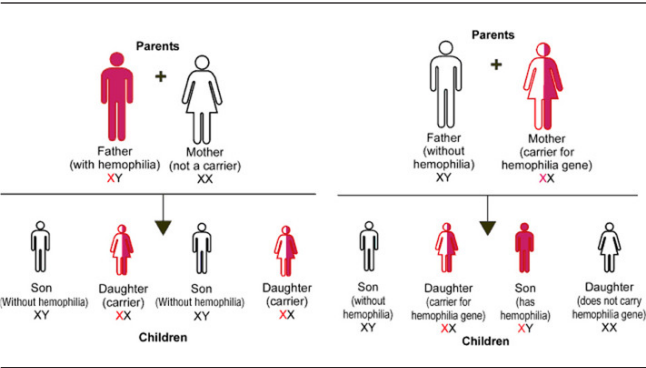 Parents
+
Father
(with hemophilia)
XY
Mother
(not a carrier)
XX
Son
(Without hemophilia)
XY
Daughter
(carrier)
XX
Son
(Without hemophilia)
XY
Daughter
(carrier)
XX
Children
Parents
+
Father
(without
hemophilia)
XY
Mother
(carrier for
hemophilia gene)
XX
Son
(without
hemophilia)
XY
Daughter
(carrier for
hemophilia gene)
XX
Son
(has
hemophilia)
XY
Daughter
(does not carry
hemophilia gene)
XX
Children